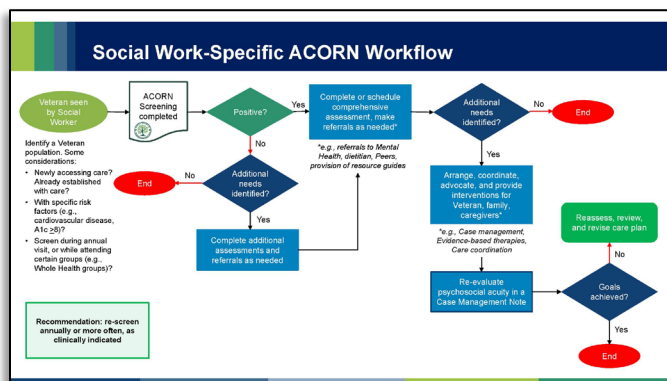 Social Work-Specific ACORN Workflow
Veteran seen
by Social
Worker
ACORN
Screening
completed
Positive?
Yes
Complete or schedule
comprehensive
assessment, make
referrals as needed*
*e.g., referrals to Mental
Health, dietitian, Peers,
provision of resource guides
Additional
needs
identified?
No
End
Identify a Veteran
population. Some
considerations:
• Newly accessing care?
Already established
with care?
• With specific risk
factors (e.g.,
cardiovascular disease,
A1c >8)?
• Screen during annual
visit, or while attending
certain groups (e.g.,
Whole Health groups)?
No
Additional
needs
identified?
No
End
Yes
Complete additional
assessments and
referrals as needed
Yes
Arrange, coordinate,
advocate, and provide
interventions for
Veteran, family,
caregivers*
*e.g., Case management,
Evidence-based therapies,
Care coordination
Re-evaluate
psychosocial acuity in a
Case Management Note
Goals
achieved?
No
Reassess, review,
and revise care plan
Yes
End
Recommendation: re-screen
annually or more often, as
clinically indicated